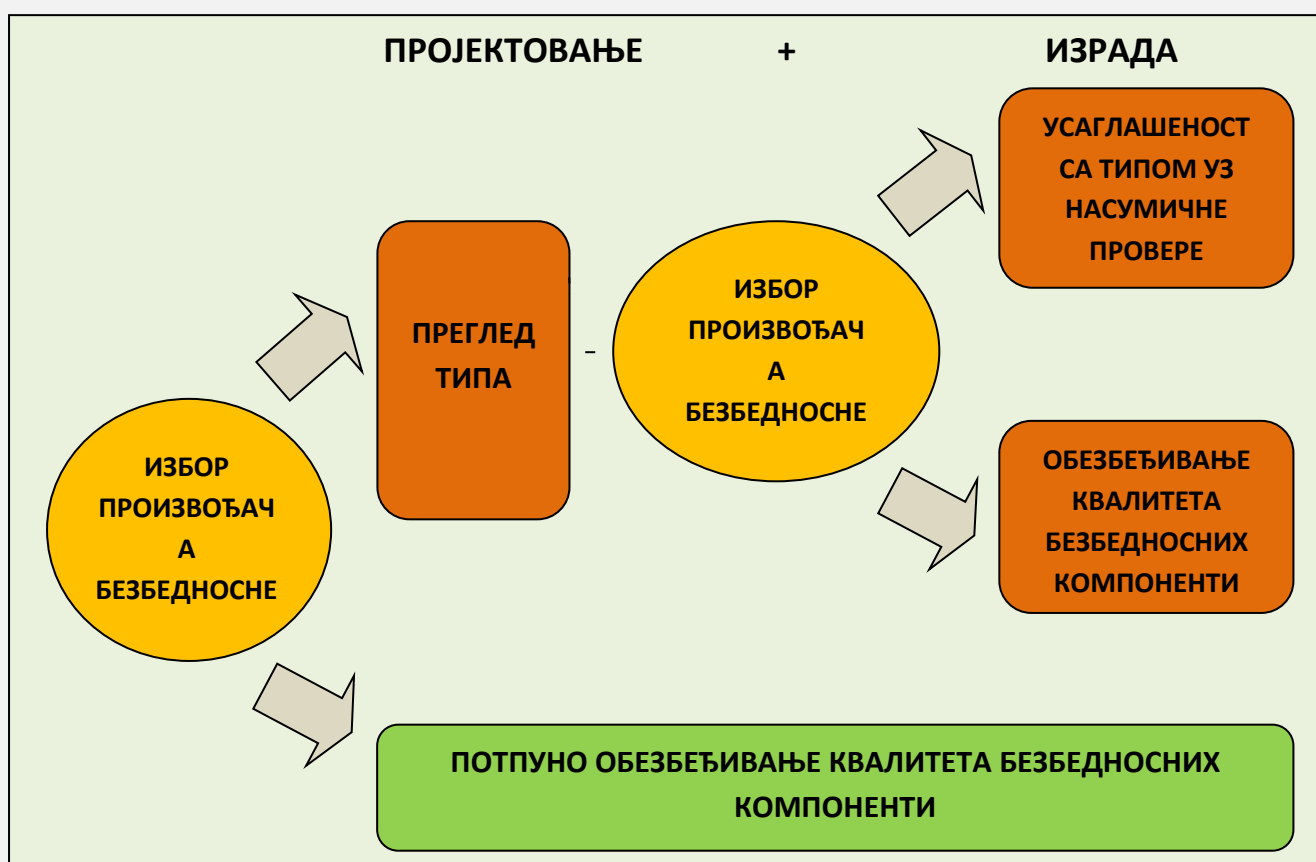 ПРОЈЕКТОВАЊЕ + ИЗРАДА
УСАГЛАШЕНОСТ
СА ТИПОМ УЗ
НАСУМИЧНЕ
ПРОВЕРЕ
ПРЕГЛЕД
ТИПА
-
ИЗБОР
ПРОИЗВОЂАЧ
А
БЕЗБЕДНОСНЕ
ИЗБОР
ПРОИЗВОЂАЧ
А
БЕЗБЕДНОСНЕ
ОБЕЗБЕЂИВАЊЕ
КВАЛИТЕТА
БЕЗБЕДНОСНИХ
КОМПОНЕНТИ
ПОТПУНО ОБЕЗБЕЂИВАЊЕ КВАЛИТЕТА БЕЗБЕДНОСНИХ
КОМПОНЕНТИ